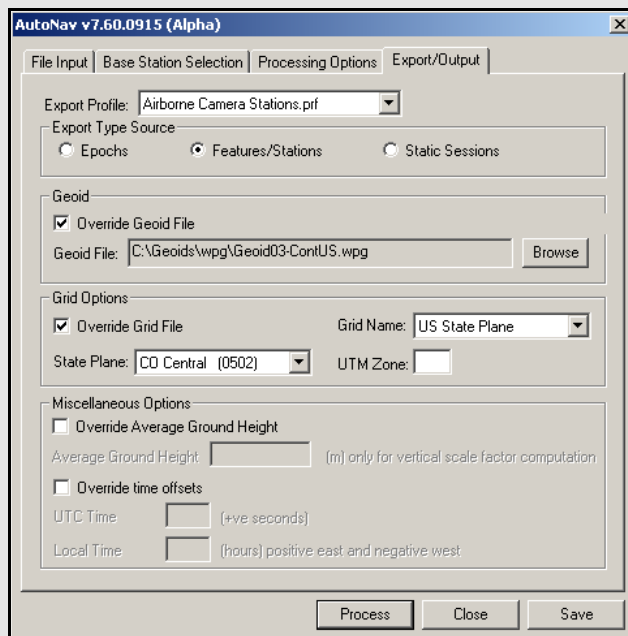 AutoNav v7.60.0915 (Alpha)
File Input Base Station Selection Processing Options Export/Output
Export Profile: Airborne Camera Stations.prf
Export Type Source
Epochs Features/Stations Static Sessions
Geoid
Override Geoid File
Geoid File: C:\Geoids\wpg\Geoid03-ContUS.wpg Browse
Grid Options
Override Grid File Grid Name: US State Plane
State Plane: CO Central (0502) UTM Zone:
Miscellaneous Options
Override Average Ground Height
Average Ground Height (m) only for vertical scale factor computation
Override time offsets
UTC Time (+ve seconds)
Local Time (hours) positive east and negative west
Process Close Save